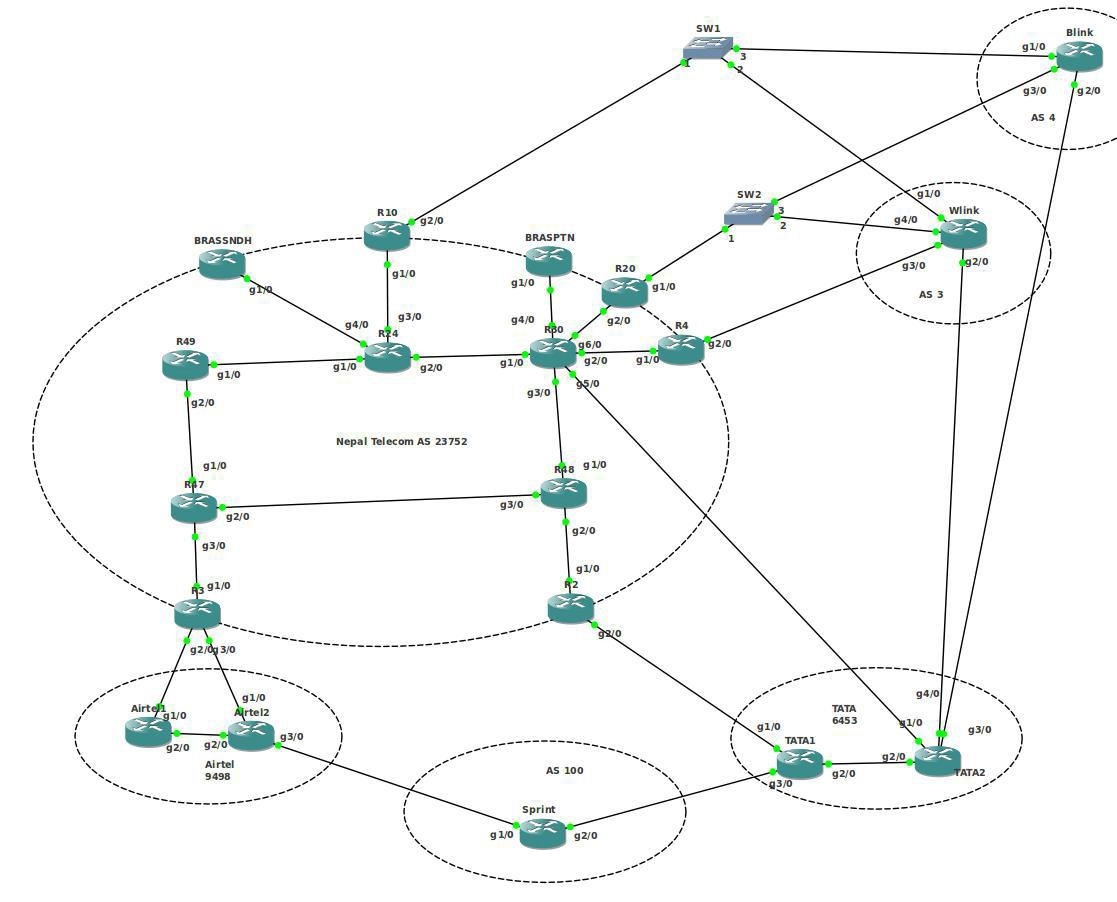 SW1
3
1
2
Blink
g1/0
g3/0
g2/0
AS 4
SW2
3
2
1
g1/0
Wlink
g4/0
g3/0
g2/0
AS 3
R10
g2/0
g1/0
BRASSNDH
g1/0
BRASPTN
g1/0
R20
g1/0
g2/0
R4
g1/0
g2/0
R49
g1/0
g2/0
g4/0
g3/0
R24
g1/0
g2/0
g4/0
g6/0
g1/0
g2/0
g3/0
g5/0
Nepal Telecom AS 23752
g1/0
R47
g2/0
g3/0
g1/0
R48
g3/0
g2/0
g1/0
R3
g2/0
g3/0
g1/0
R2
g2/0
Airtel1
g1/0
g2/0
g1/0
Airtel2
g2/0
g3/0
Airtel
9498
AS 100
Sprint
g1/0
g2/0
TATA
6453
g1/0
TATA1
g2/0
g3/0
g4/0
g1/0
g3/0
g2/0
TATA2